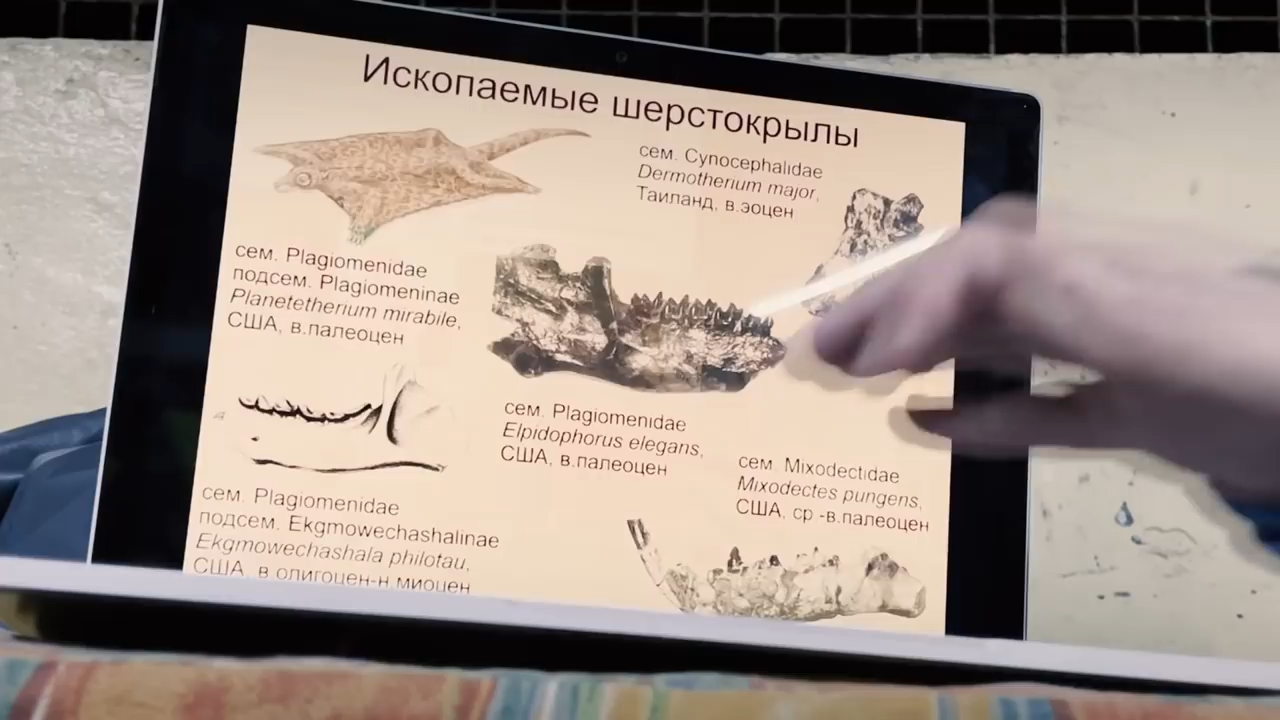 Ископаемые шерстокрылы
сем. Cynocephalidae
Dermotherium major,
Таиланд, в.эоцен
сем. Plagiomenidae
подсем. Plagiomeninae
Planetetherium mirabile,
США, в.палеоцен
сем. Plagiomenidae
Elpidophorus elegans,
США, в.палеоцен
сем Mixodectidae
Mixodectes pungens,
США, ср -в.палеоцен
сем. Plagiomenidae
подсем. Ekgmowechashalinae
Ekgmowechashala philotau,
США, в олигоцен-н миоцен